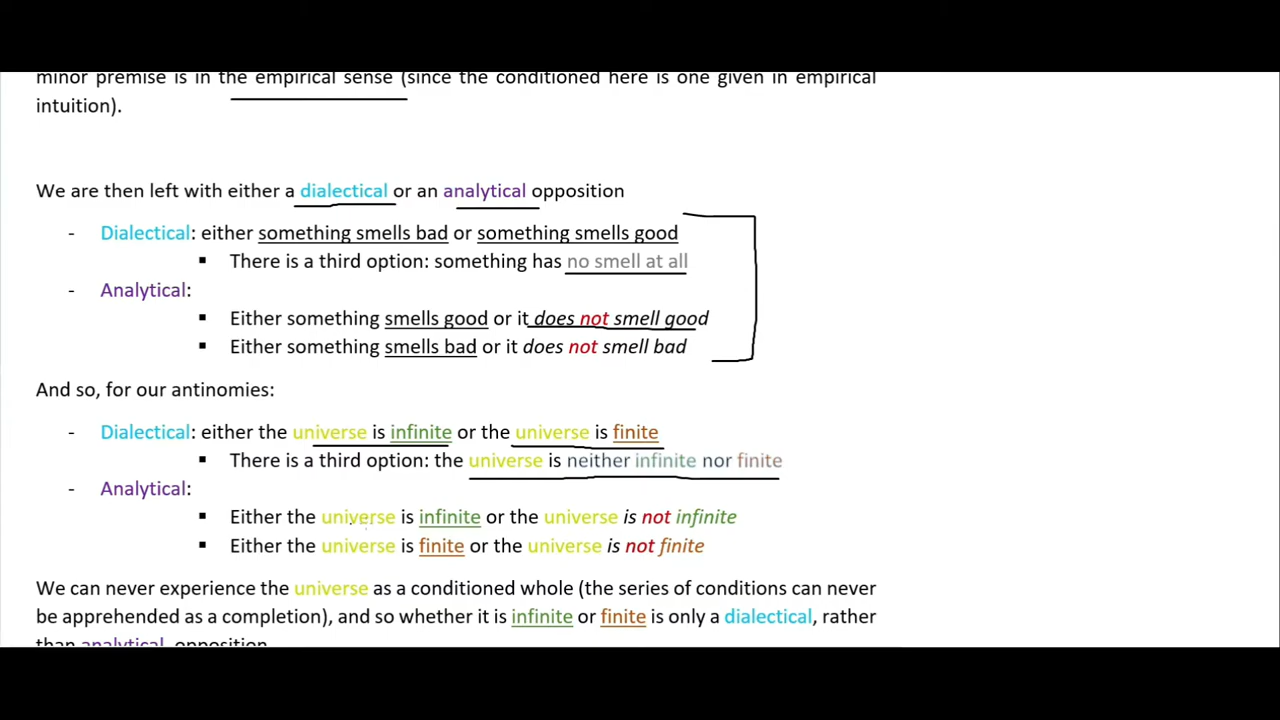 minor premise is in the empirical sense (since the conditioned here is one given in empirical
intuition).
We are then left with either a dialectical or an analytical opposition
- Dialectical: either something smells bad or something smells good
▪ There is a third option: something has no smell at all
- Analytical:
▪ Either something smells good or it does not smell good
▪ Either something smells bad or it does not smell bad
And so, for our antinomies:
- Dialectical: either the universe is infinite or the universe is finite
▪ There is a third option: the universe is neither infinite nor finite
- Analytical:
▪ Either the universe is infinite or the universe is not infinite
▪ Either the universe is finite or the universe is not finite
We can never experience the universe as a conditioned whole (the series of conditions can never
be apprehended as a completion), and so whether it is infinite or finite is only a dialectical, rather
than analytical, opposition